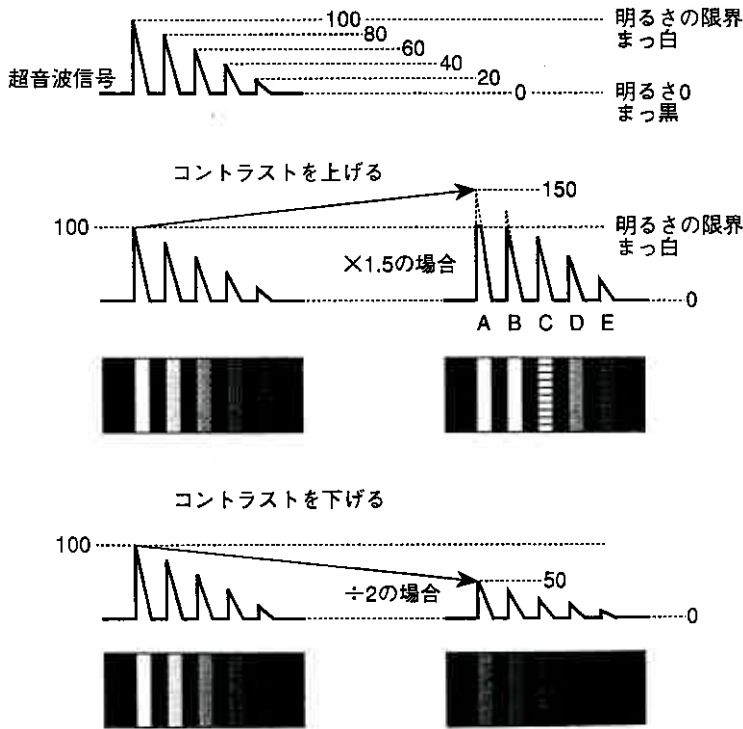 100
明るさの限界
まっ白
80
60
40
超音波信号
20
0
明るさ0
まっ黒
コントラストを上げる
150
100
明るさの限界
まっ白
×1.5の場合
0
A B C D E
コントラストを下げる
100
÷2の場合
50
0